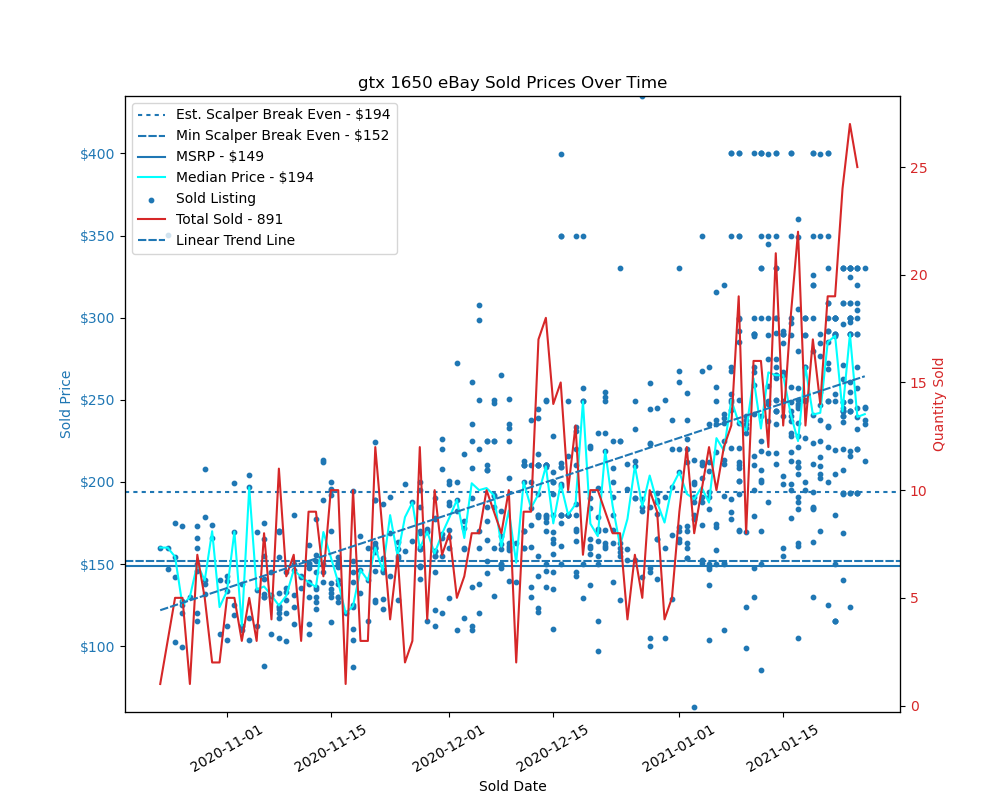 gtx 1650 eBay Sold Prices Over Time
Est. Scalper Break Even - $194
Min Scalper Break Even - $152
MSRP - $149
Median Price - $194
Sold Listing
Total Sold - 891
Linear Trend Line
$400
$350
$300
$250
$200
$150
$100
Sold Price
25
20
15
10
5
0
Quantity Sold
2020-11-01
2020-11-15
2020-12-01
2020-12-15
2021-01-01
2021-01-15
Sold Date